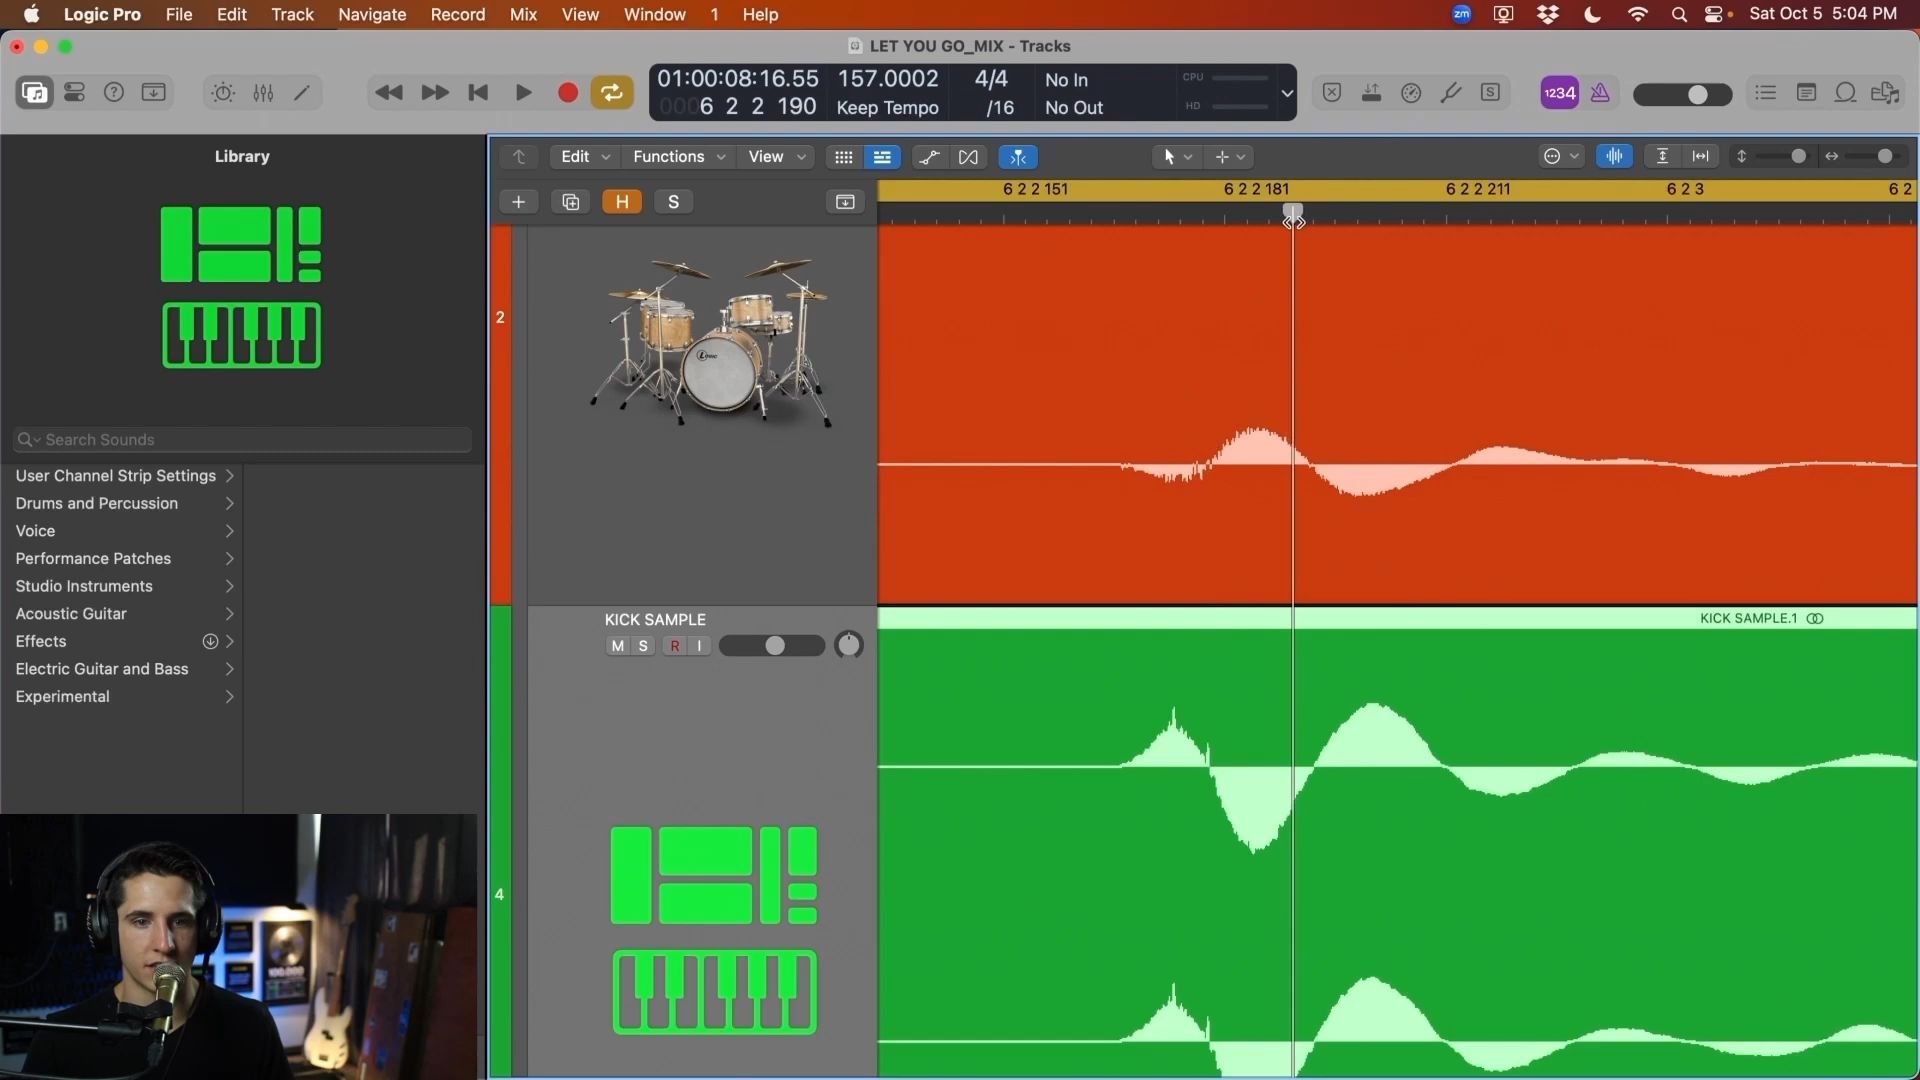 Logic Pro File Edit Track Navigate Record Mix View Window 1 Help zm Sat Oct 5 5:04 PM
LET YOU GO_MIX - Tracks
01:00:08:16.55 157.0002 4/4 No In CPU
0006 2 2 190 Keep Tempo /16 No Out HD
S 1234
Library
Edit Functions View
6 2 2 151 6 2 2 181 6 2 2 211 6 2 3 6 2
H S
2
Search Sounds
User Channel Strip Settings
Drums and Percussion
Voice
Performance Patches
Studio Instruments
Acoustic Guitar
Effects
Electric Guitar and Bass
Experimental
KICK SAMPLE
M S R I
KICK SAMPLE.1
4
100,000